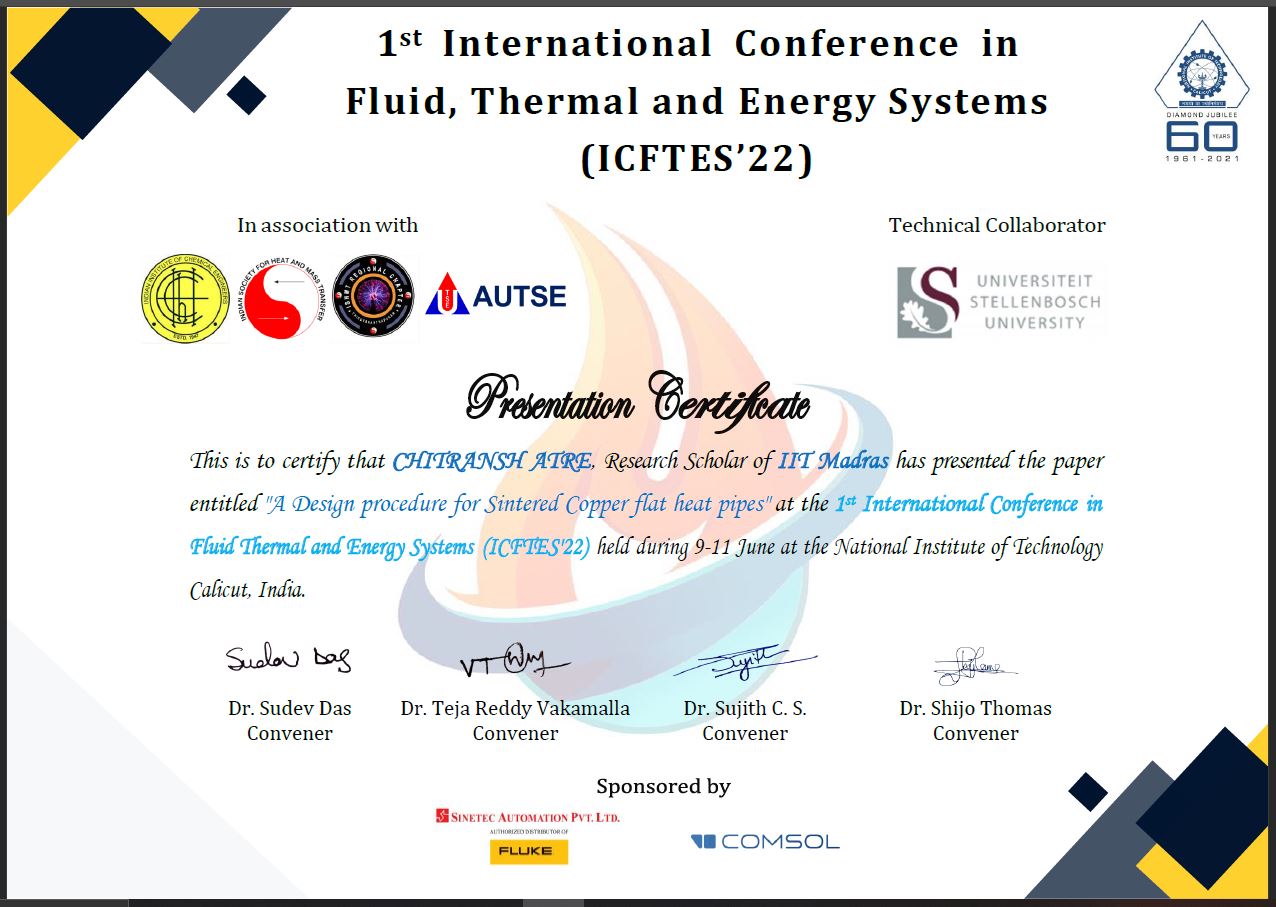 1st International Conference in
Fluid, Thermal and Energy Systems
(ICFTES’22)
DIAMOND JUBILEE
60 YEARS
1961-2021
In association with
Technical Collaborator
INDIAN INSTITUTE OF CHEMICAL ENGINEERS
ESTD. 1947
INDIAN SOCIETY FOR HEAT AND MASS TRANSFER
ISHMT REGIONAL CHAPTER
TSE
U
AUTSE
UNIVERSITEIT
STELLENBOSCH
UNIVERSITY
Presentation Certificate
This is to certify that CHITRANSH ATRE, Research Scholar of IIT Madras has presented the paper
entitled "A Design procedure for Sintered Copper flat heat pipes" at the 1st International Conference in
Fluid Thermal and Energy Systems (ICFTES'22) held during 9-11 June at the National Institute of Technology
Calicut, India.
Sudev Das
Dr. Sudev Das
Convener
Dr. Teja Reddy Vakamalla
Convener
Dr. Sujith C. S.
Convener
Dr. Shijo Thomas
Convener
Sponsored by
SINETEC AUTOMATION PVT. LTD.
AUTHORIZED DISTRIBUTOR OF
FLUKE
COMSOL